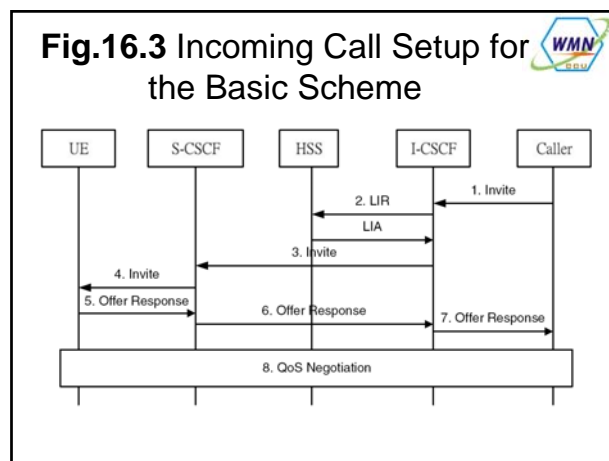 Fig.16.3 Incoming Call Setup for
the Basic Scheme
WMN
UE
S-CSCF
HSS
I-CSCF
Caller
1. Invite
2. LIR
LIA
3. Invite
4. Invite
5. Offer Response
6. Offer Response
7. Offer Response
8. QoS Negotiation